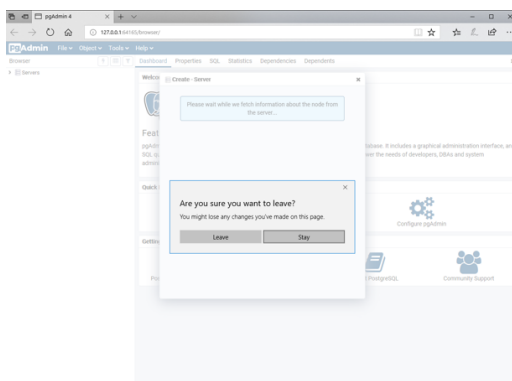 pgAdmin 4
127.0.0.1:64165/browser/
pgAdmin File Object Tools Help
Browser
Dashboard Properties SQL Statistics Dependencies Dependents
Servers
Welcome
Create - Server
Please wait while we fetch information about the node from
the server...
Feat
pgAdm
SQL q
admini
tabase. It includes a graphical administration interface, an
ver the needs of developers, DBAs and system
Quick
Are you sure you want to leave?
You might lose any changes you've made on this page.
Leave Stay
Configure pgAdmin
Getting
PostgreSQL
Community Support